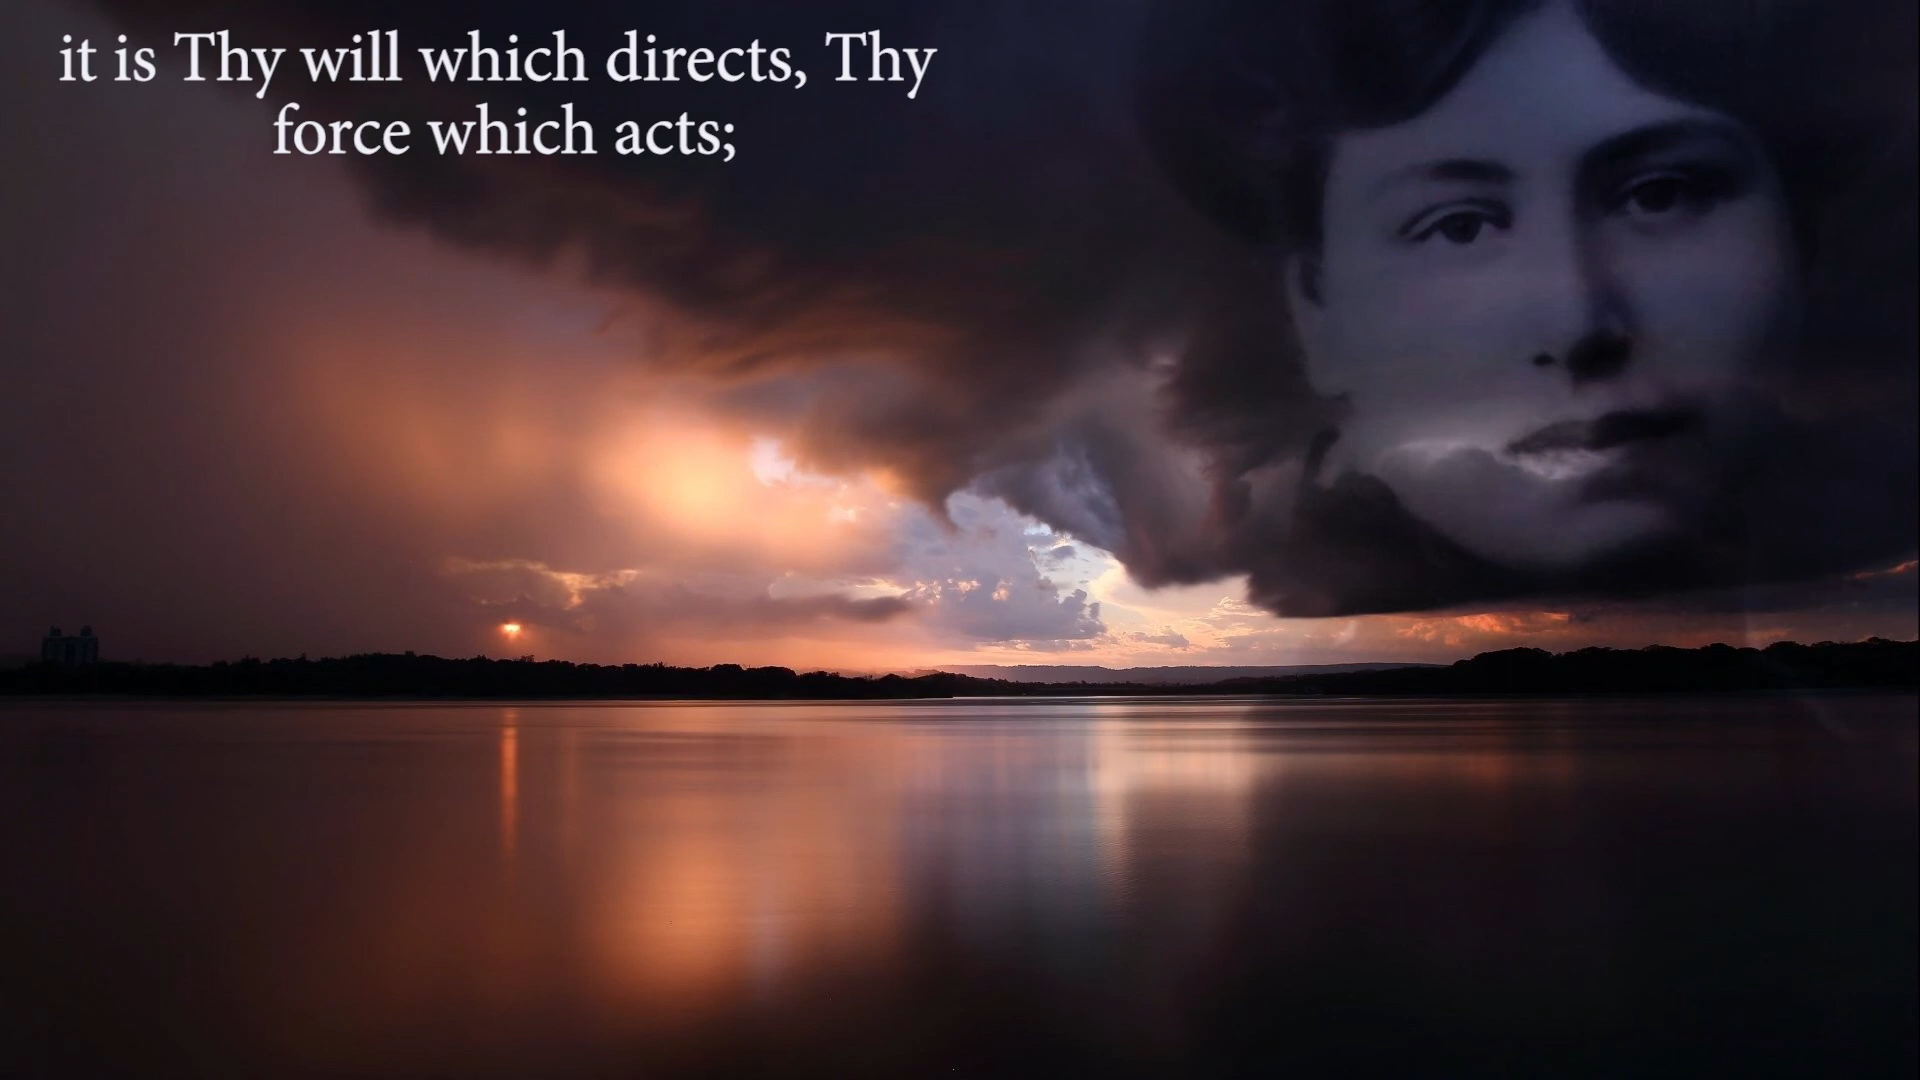 it is Thy will which directs, Thy
force which acts;